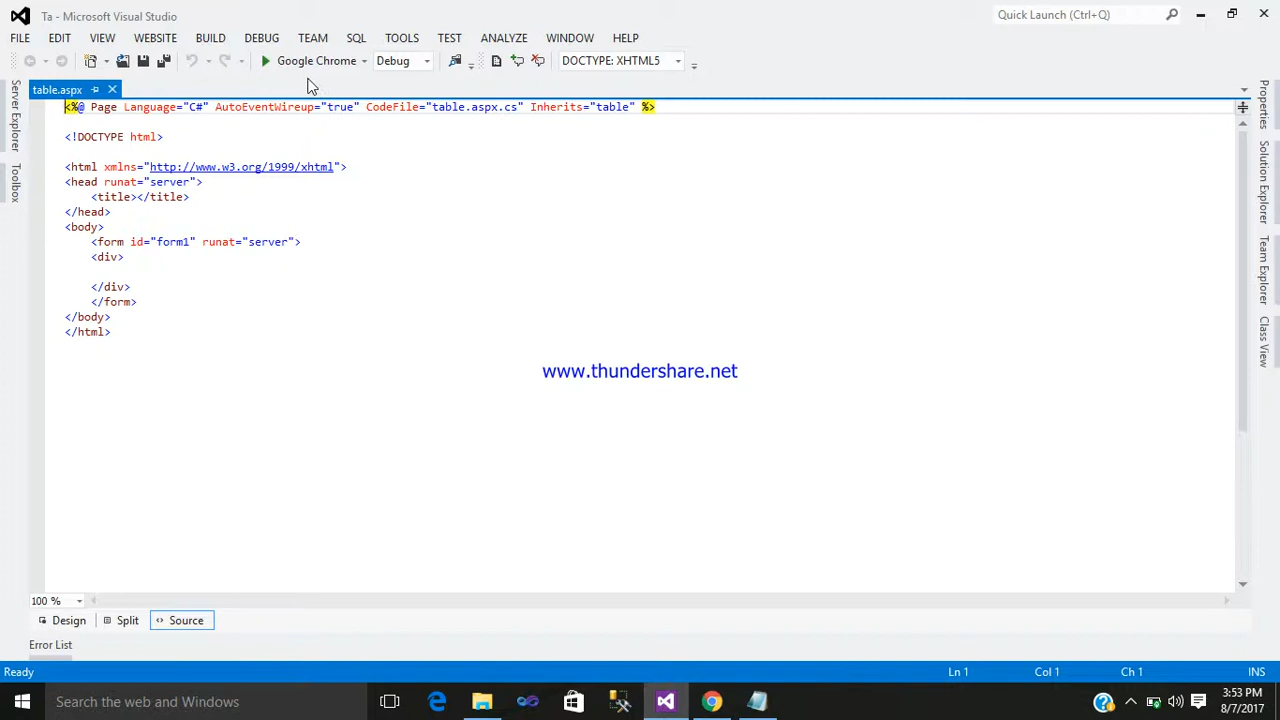 Ta - Microsoft Visual Studio
Quick Launch (Ctrl+Q)
FILE EDIT VIEW WEBSITE BUILD DEBUG TEAM SQL TOOLS TEST ANALYZE WINDOW HELP
Google Chrome Debug DOCTYPE: XHTML5
table.aspx
Server Explorer
Toolbox
<%@ Page Language="C#" AutoEventWireup="true" CodeFile="table.aspx.cs" Inherits="table" %>
<!DOCTYPE html>
<html xmlns="http://www.w3.org/1999/xhtml">
<head runat="server">
<title></title>
</head>
<body>
<form id="form1" runat="server">
<div>
</div>
</form>
</body>
</html>
www.thundershare.net
Properties
Solution Explorer
Team Explorer
Class View
100 %
Design Split Source
Error List
Ready Ln 1 Col 1 Ch 1 INS
Search the web and Windows
3:53 PM
8/7/2017